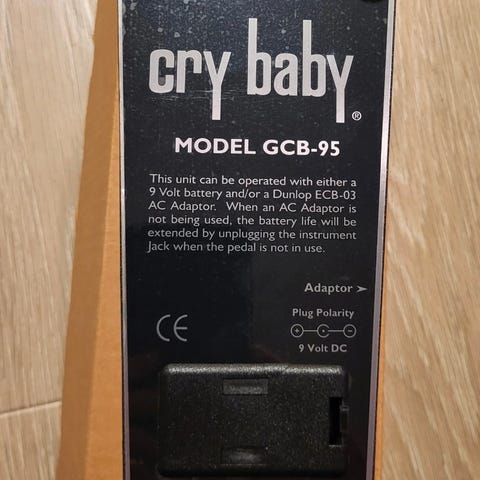 cry baby®
MODEL GCB-95
This unit can be operated with either a
9 Volt battery and/or a Dunlop ECB-03
AC Adaptor. When an AC Adaptor is
not being used, the battery life will be
extended by unplugging the instrument
Jack when the pedal is not in use.
Adaptor ➤
Plug Polarity
CE
9 Volt DC